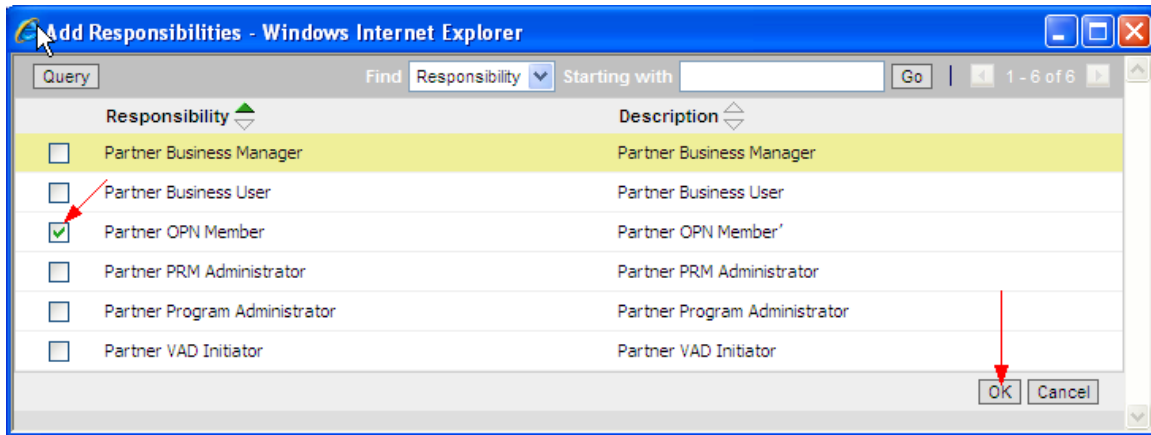 Add Responsibilities - Windows Internet Explorer
Query Find Responsibility Starting with Go 1 - 6 of 6
Responsibility Description
Partner Business Manager Partner Business Manager
Partner Business User Partner Business User
Partner OPN Member Partner OPN Member’
Partner PRM Administrator Partner PRM Administrator
Partner Program Administrator Partner Program Administrator
Partner VAD Initiator Partner VAD Initiator
OK Cancel